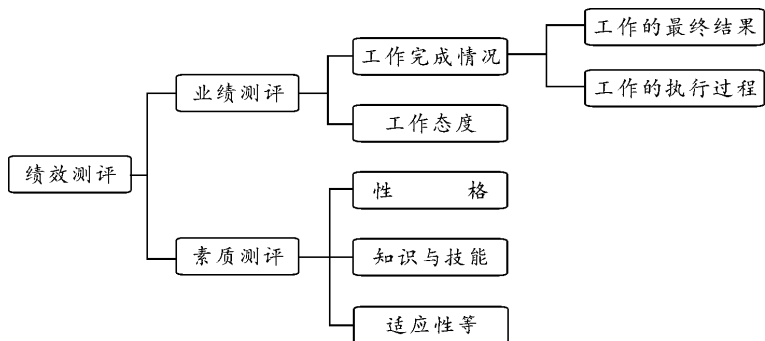 工作的最终结果
工作完成情况
工作的执行过程
业绩测评
工作态度
绩效测评
性 格
素质测评
知识与技能
适应性等